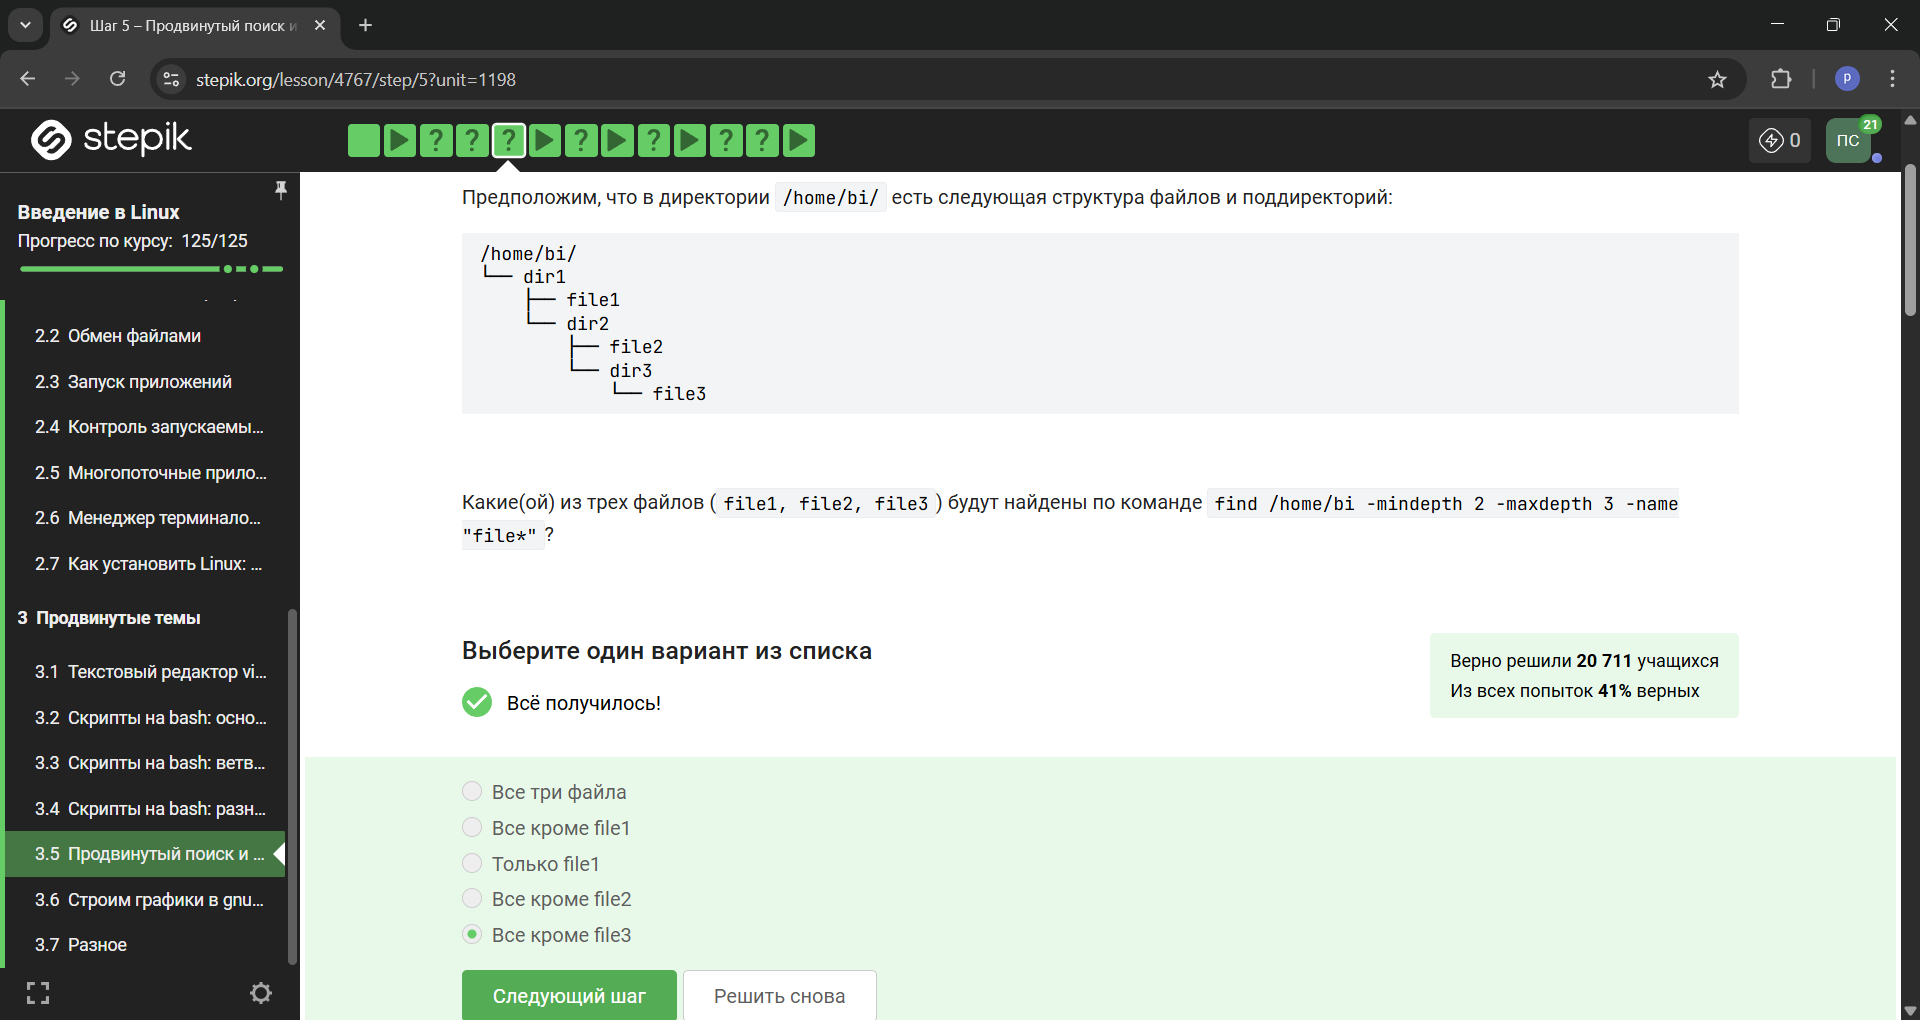 Шаг 5 – Продвинутый поиск и
stepik.org/lesson/4767/step/5?unit=1198
P
stepik
? ? ? ? ? ? ?
0
ПС
21
Введение в Linux
Прогресс по курсу: 125/125
2.2 Обмен файлами
2.3 Запуск приложений
2.4 Контроль запускаемы...
2.5 Многопоточные прило...
2.6 Менеджер терминало...
2.7 Как установить Linux: ...
3 Продвинутые темы
3.1 Текстовый редактор vi...
3.2 Скрипты на bash: осно...
3.3 Скрипты на bash: ветв...
3.4 Скрипты на bash: разн...
3.5 Продвинутый поиск и ...
3.6 Строим графики в gnu...
3.7 Разное
Предположим, что в директории /home/bi/ есть следующая структура файлов и поддиректорий:
/home/bi/
└── dir1
├── file1
└── dir2
├── file2
└── dir3
└── file3
Какие(ой) из трех файлов ( file1, file2, file3 ) будут найдены по команде find /home/bi -mindepth 2 -maxdepth 3 -name
"file*" ?
Выберите один вариант из списка
Всё получилось!
Верно решили 20 711 учащихся
Из всех попыток 41% верных
Все три файла
Все кроме file1
Только file1
Все кроме file2
Все кроме file3
Следующий шаг
Решить снова